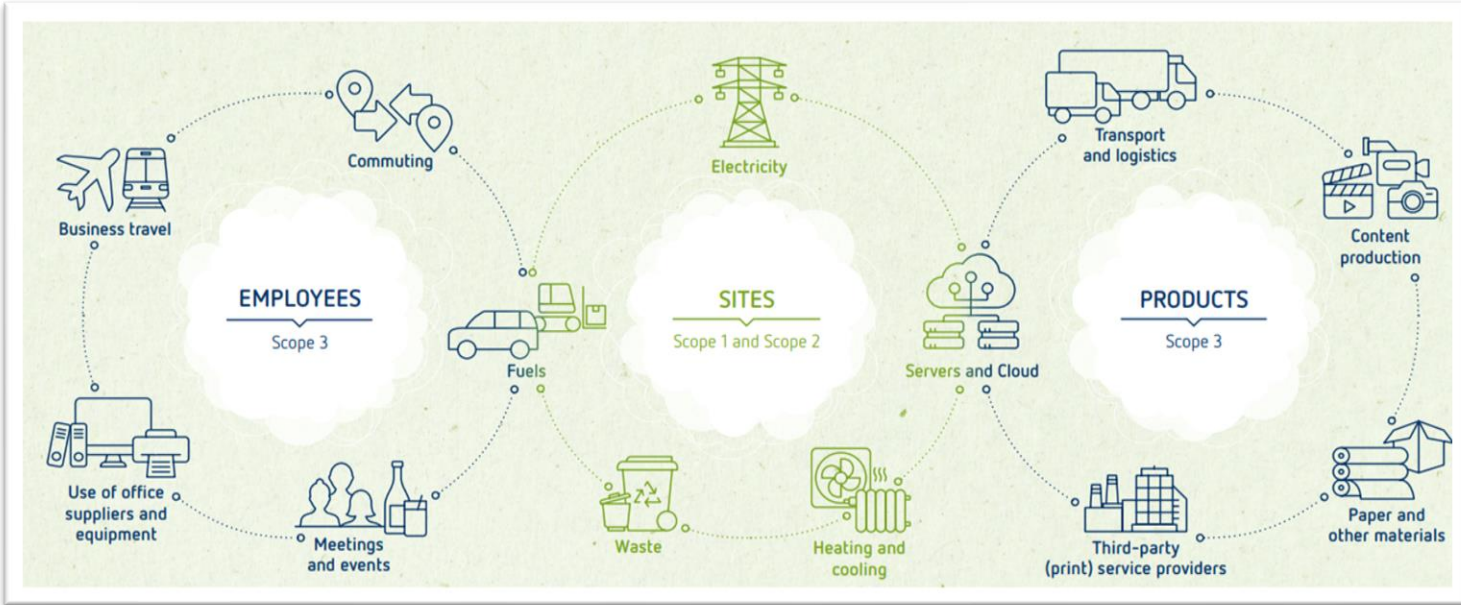 EMPLOYEES
Scope 3
Commuting
Business travel
Use of office
suppliers and
equipment
Meetings
and events
Fuels
SITES
Scope 1 and Scope 2
Electricity
Waste
Heating and
cooling
Servers and Cloud
PRODUCTS
Scope 3
Transport
and logistics
Content
production
Paper and
other materials
Third-party
(print) service providers